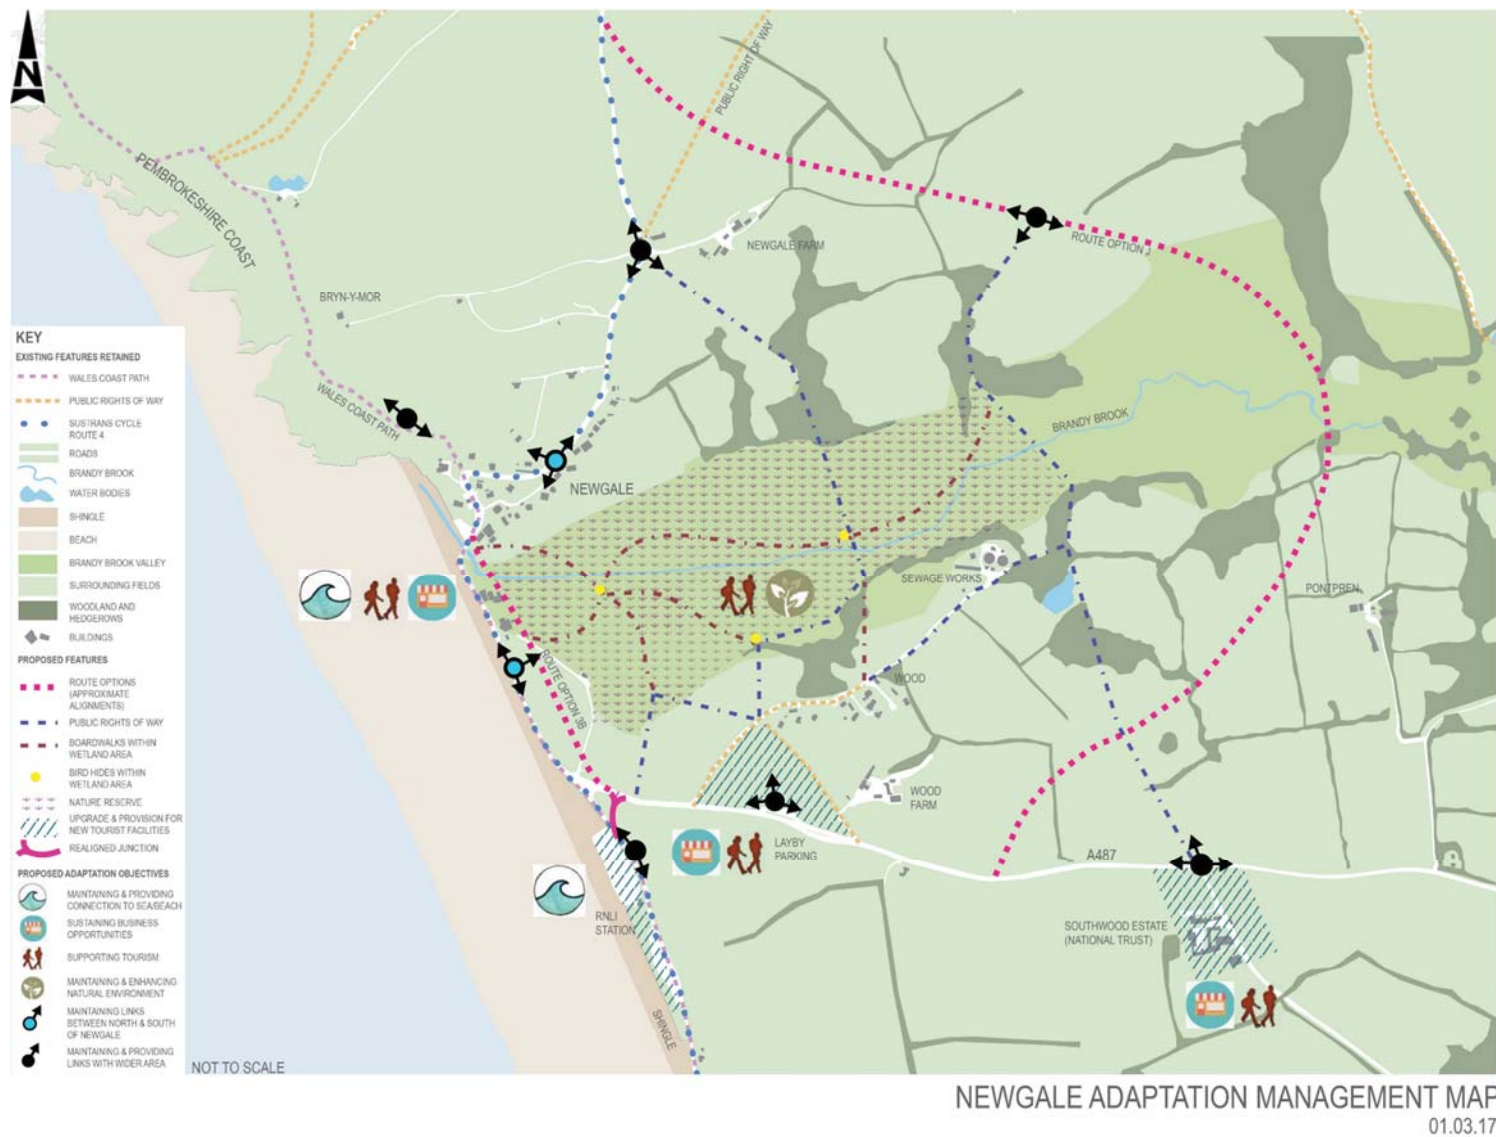 N
PUBLIC RIGHT OF WAY
PEMBROKESHIRE COAST
NEWGALE FARM
ROUTE OPTION J
BRYN-Y-MOR
WALES COAST PATH
BRANDY BROOK
NEWGALE
SEWAGE WORKS
PONTPREN
WOOD
ROUTE OPTION 3B
WOOD
FARM
LAYBY
PARKING
A487
RNLI
STATION
SOUTHWOOD ESTATE
(NATIONAL TRUST)
SHINGLE
KEY
EXISTING FEATURES RETAINED
WALES COAST PATH
PUBLIC RIGHTS OF WAY
SUSTRANS CYCLE
ROUTE 4
ROADS
BRANDY BROOK
WATER BODIES
SHINGLE
BEACH
BRANDY BROOK VALLEY
SURROUNDING FIELDS
WOODLAND AND
HEDGEROWS
BUILDINGS
PROPOSED FEATURES
ROUTE OPTIONS
(APPROXIMATE
ALIGNMENTS)
PUBLIC RIGHTS OF WAY
BOARDWALKS WITHIN
WETLAND AREA
BIRD HIDES WITHIN
WETLAND AREA
NATURE RESERVE
UPGRADE & PROVISION FOR
NEW TOURIST FACILITIES
REALIGNED JUNCTION
PROPOSED ADAPTATION OBJECTIVES
MAINTAINING & PROVIDING
CONNECTION TO SEA/BEACH
SUSTAINING BUSINESS
OPPORTUNITIES
SUPPORTING TOURISM
MAINTAINING & ENHANCING
NATURAL ENVIRONMENT
MAINTAINING LINKS
BETWEEN NORTH & SOUTH
OF NEWGALE
MAINTAINING & PROVIDING
LINKS WITH WIDER AREA
NOT TO SCALE
NEWGALE ADAPTATION MANAGEMENT MAP
01.03.17